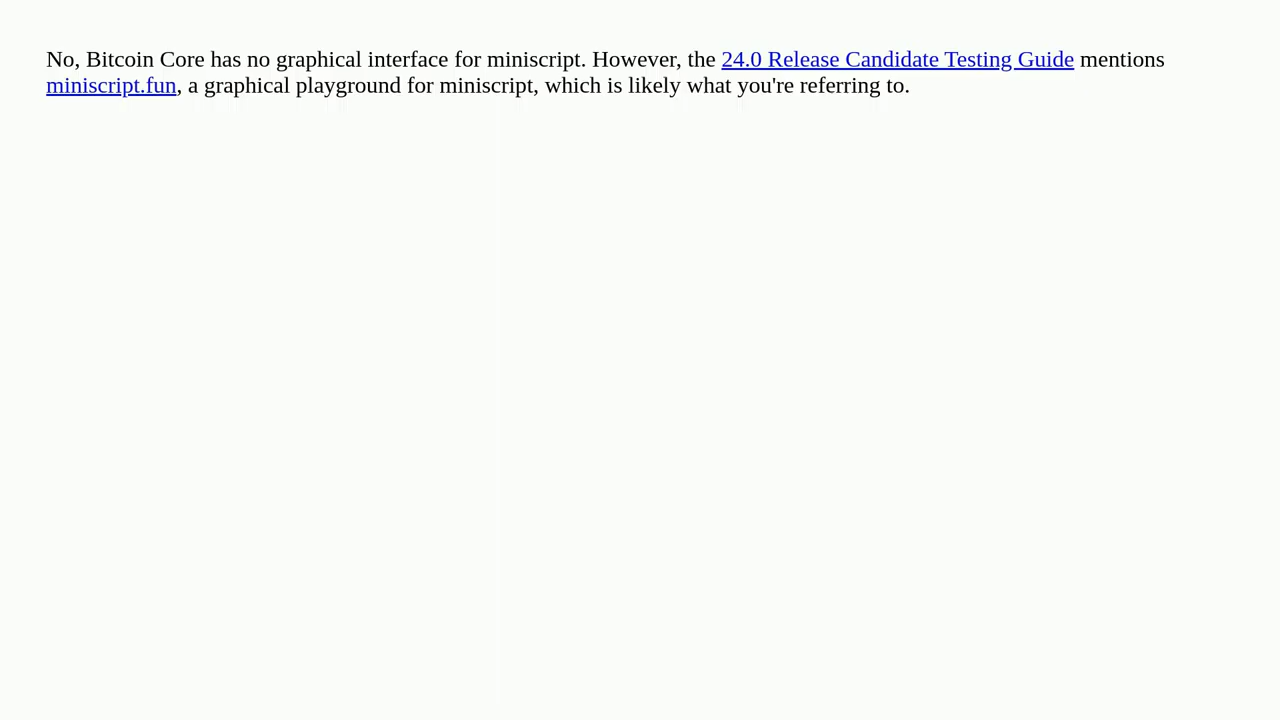 No, Bitcoin Core has no graphical interface for miniscript. However, the 24.0 Release Candidate Testing Guide mentions
miniscript.fun, a graphical playground for miniscript, which is likely what you're referring to.